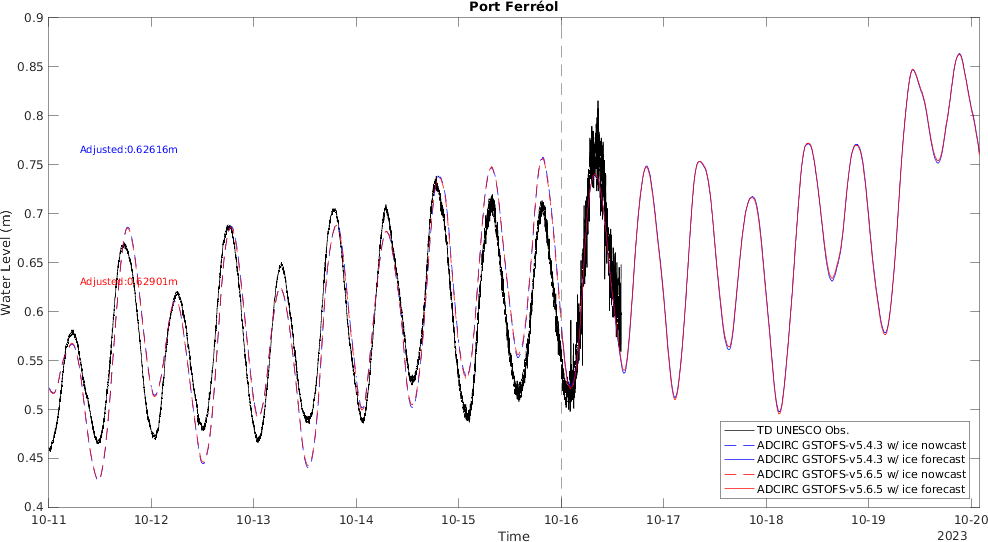 Port Ferréol
0.9
0.85
0.8
0.75
0.7
0.65
0.6
0.55
0.5
0.45
0.4
Water Level (m)
Adjusted:0.62616m
Adjusted:0.62901m
TD UNESCO Obs.
ADCIRC GSTOFS-v5.4.3 w/ ice nowcast
ADCIRC GSTOFS-v5.4.3 w/ ice forecast
ADCIRC GSTOFS-v5.6.5 w/ ice nowcast
ADCIRC GSTOFS-v5.6.5 w/ ice forecast
10-11 10-12 10-13 10-14 10-15 10-16 10-17 10-18 10-19 10-20
Time
2023